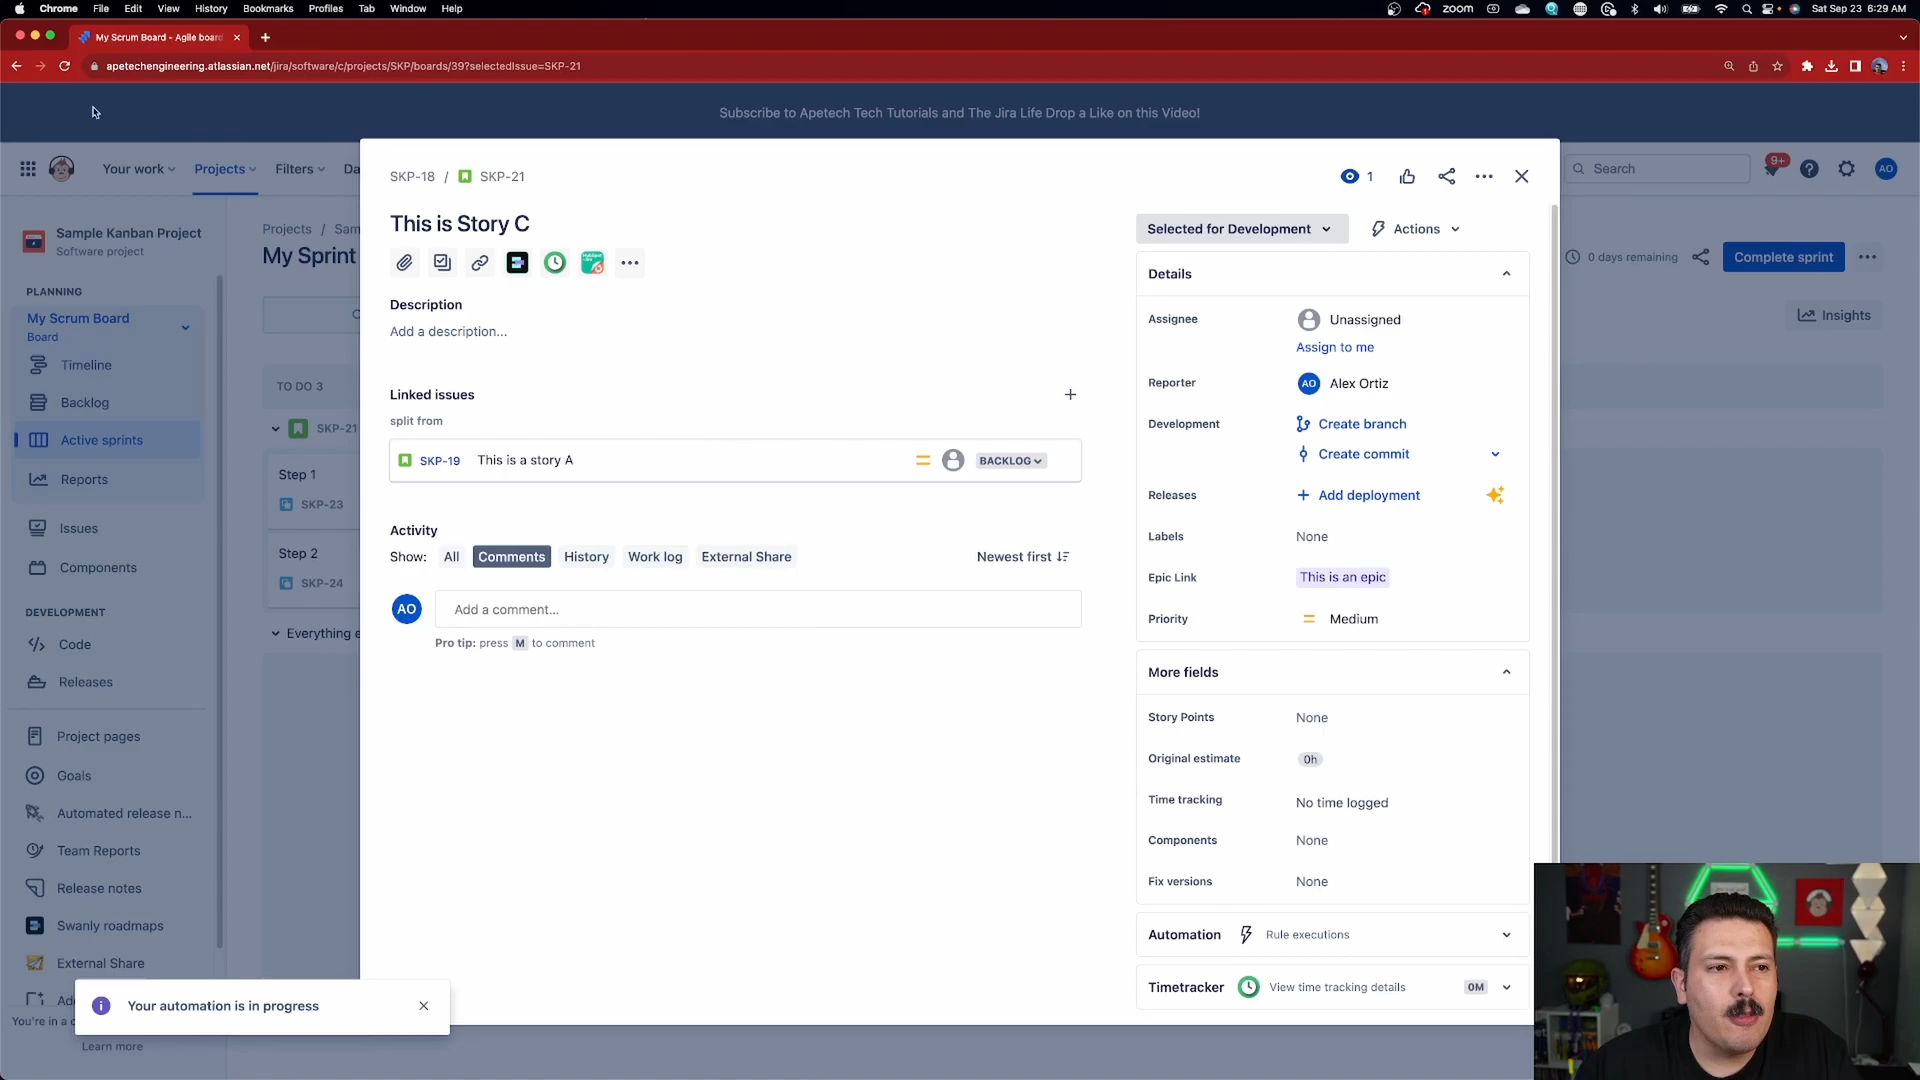 Chrome File Edit View History Bookmarks Profiles Tab Window Help
zoom
Sat Sep 23 6:29 AM
My Scrum Board - Agile board
apetechengineering.atlassian.net/jira/software/c/projects/SKP/boards/39?selectedIssue=SKP-21
Subscribe to Apetech Tech Tutorials and The Jira Life Drop a Like on this Video!
Your work Projects Filters Da
Search
9+
AO
Sample Kanban Project
Software project
PLANNING
My Scrum Board
Board
Timeline
Backlog
Active sprints
Reports
Issues
Components
DEVELOPMENT
Code
Releases
Project pages
Goals
Automated release n...
Team Reports
Release notes
Swanly roadmaps
External Share
Ad
You're in a c
Learn more
Your automation is in progress
Projects / Sam
My Sprint
TO DO 3
SKP-21
Step 1
SKP-23
Step 2
SKP-24
Everything e
0 days remaining
Complete sprint
Insights
SKP-18 / SKP-21
1
This is Story C
Description
Add a description...
Linked issues
split from
SKP-19 This is a story A BACKLOG
Activity
Show: All Comments History Work log External Share
Newest first
AO
Add a comment...
Pro tip: press M to comment
Selected for Development
Actions
Details
Assignee Unassigned
Assign to me
Reporter AO Alex Ortiz
Development Create branch
Create commit
Releases Add deployment
Labels None
Epic Link This is an epic
Priority Medium
More fields
Story Points None
Original estimate 0h
Time tracking No time logged
Components None
Fix versions None
Automation Rule executions
Timetracker View time tracking details 0M